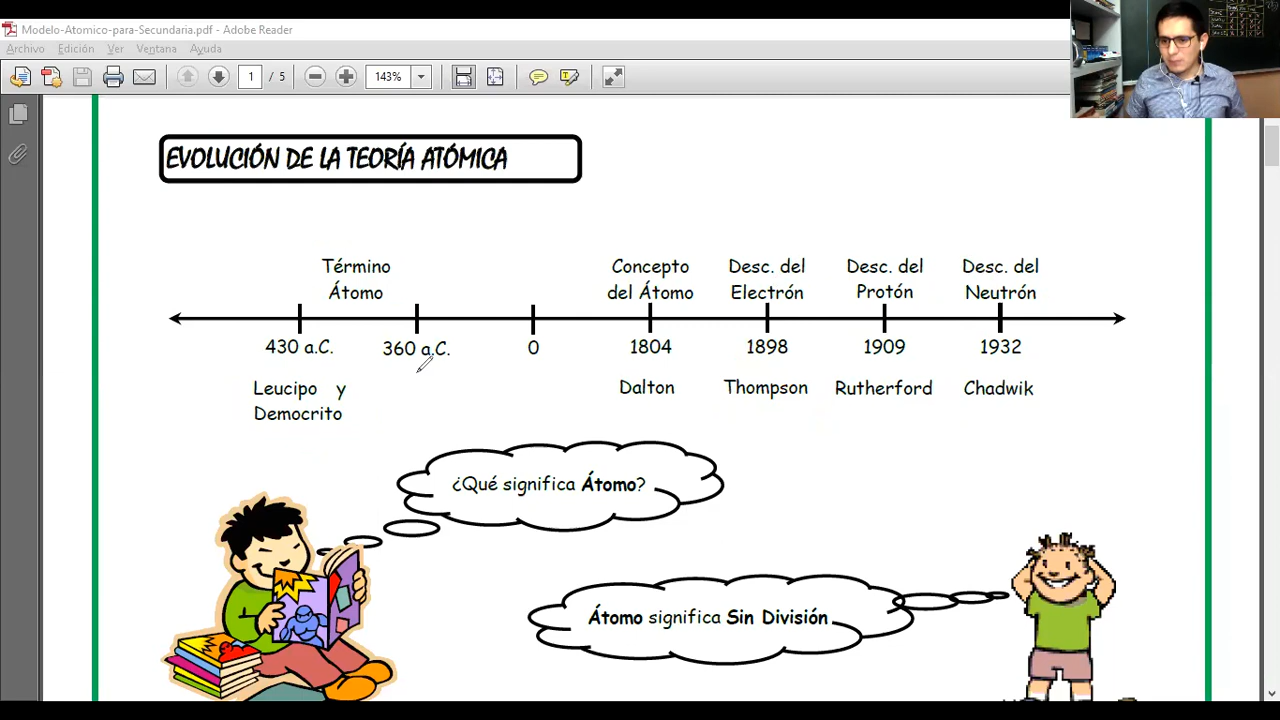 Modelo-Atomico-para-Secundaria.pdf - Adobe Reader
Archivo Edición Ver Ventana Ayuda
1 / 5 143%
EVOLUCIÓN DE LA TEORÍA ATÓMICA
Término Concepto Desc. del Desc. del Desc. del
Átomo del Átomo Electrón Protón Neutrón
430 a.C. 360 a.C. 0 1804 1898 1909 1932
Leucipo y Dalton Thompson Rutherford Chadwik
Democrito
¿Qué significa Átomo?
Átomo significa Sin División